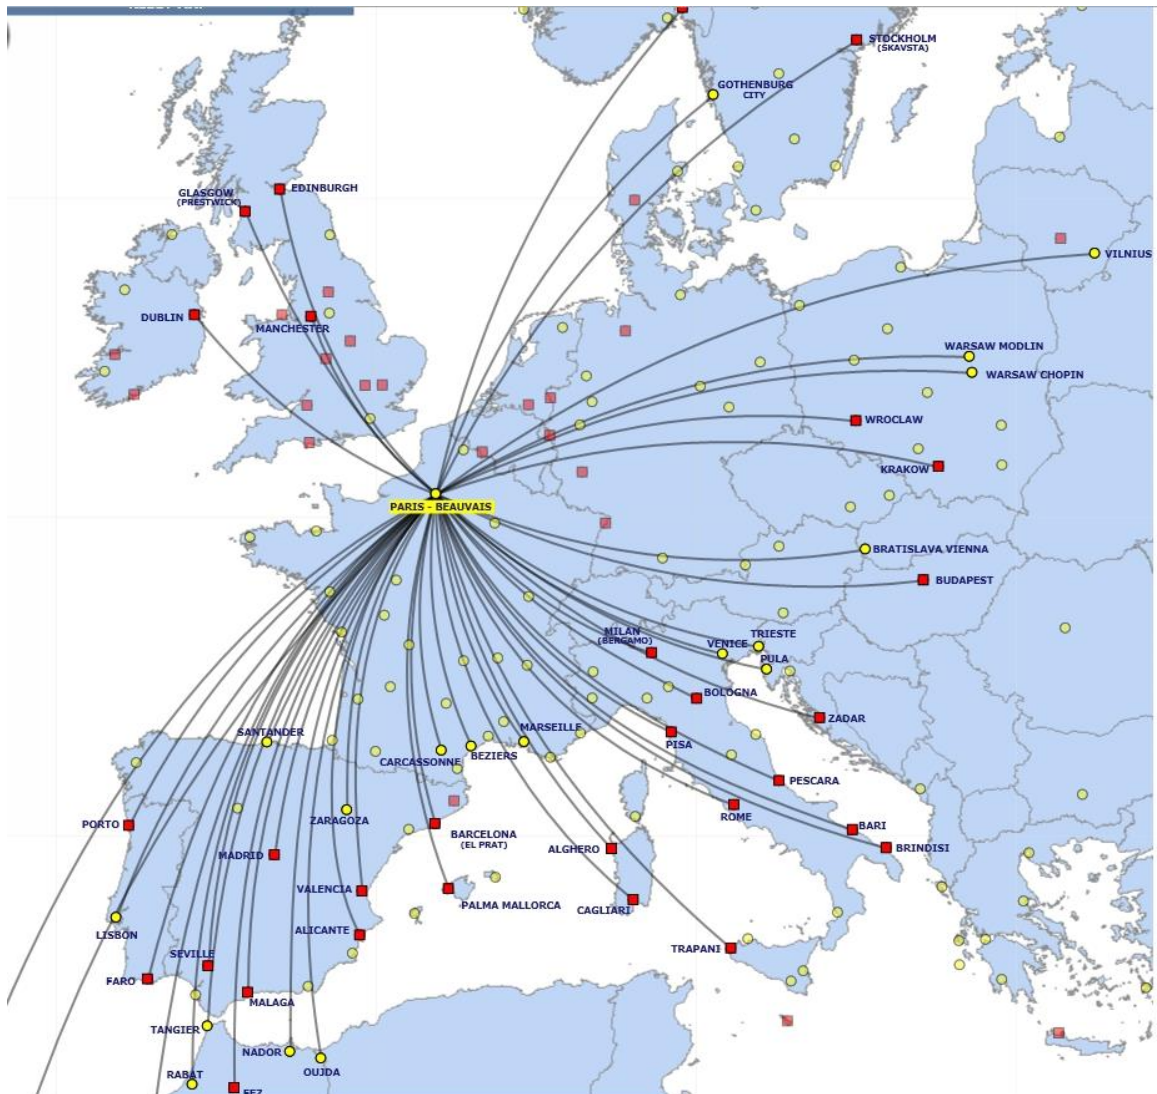 STOCKHOLM
(SKAVSTA)
GOTHENBURG
CITY
EDINBURGH
GLASGOW
(PRESTWICK)
VILNIUS
DUBLIN
MANCHESTER
WARSAW MODLIN
WARSAW CHOPIN
WROCLAW
KRAKOW
PARIS - BEAUVAIS
BRATISLAVA VIENNA
BUDAPEST
MILAN
(BERGAMO)
TRIESTE
VENICE
PULA
BOLOGNA
ZADAR
SANTANDER
MARSEILLE
CARCASSONNE
BEZIERS
PISA
PESCARA
ZARAGOZA
ROME
PORTO
BARCELONA
(EL PRAT)
BARI
BRINDISI
MADRID
ALGHERO
VALENCIA
PALMA MALLORCA
CAGLIARI
LISBON
ALICANTE
SEVILLE
TRAPANI
FARO
MALAGA
TANGIER
NADOR
OUJDA
RABAT
FEZ